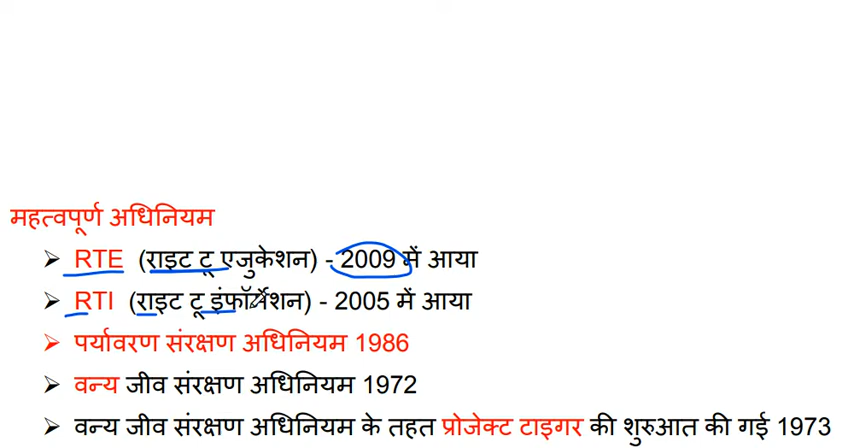 महत्वपूर्ण अधिनियम
➤ RTE (राइट टू एजुकेशन) - 2009 में आया
➤ RTI (राइट टू इंफॉर्मेशन) - 2005 में आया
➤ पर्यावरण संरक्षण अधिनियम 1986
➤ वन्य जीव संरक्षण अधिनियम 1972
➤ वन्य जीव संरक्षण अधिनियम के तहत प्रोजेक्ट टाइगर की शुरुआत की गई 1973